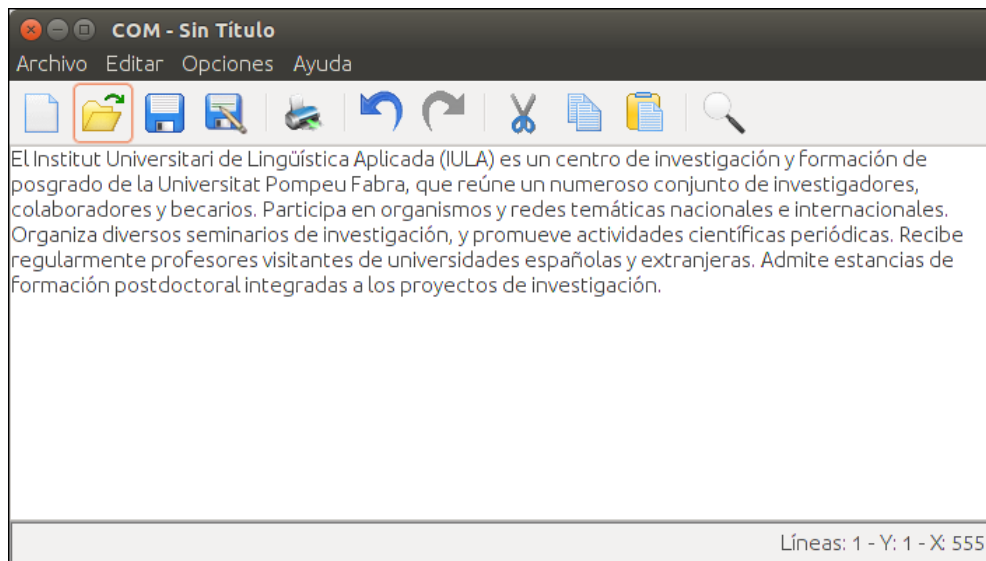 COM - Sin Título
Archivo Editar Opciones Ayuda
El Institut Universitari de Lingüística Aplicada (IULA) es un centro de investigación y formación de
posgrado de la Universitat Pompeu Fabra, que reúne un numeroso conjunto de investigadores,
colaboradores y becarios. Participa en organismos y redes temáticas nacionales e internacionales.
Organiza diversos seminarios de investigación, y promueve actividades científicas periódicas. Recibe
regularmente profesores visitantes de universidades españolas y extranjeras. Admite estancias de
formación postdoctoral integradas a los proyectos de investigación.
Líneas: 1 - Y: 1 - X: 555